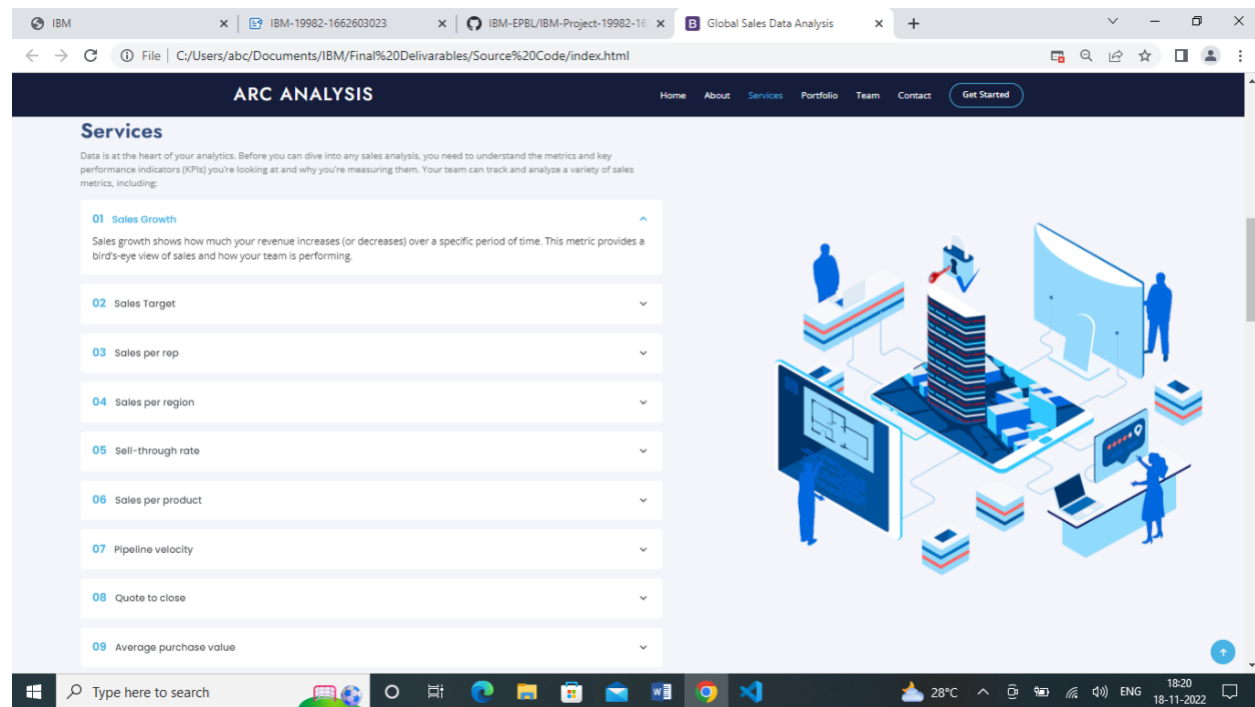 IBM
IBM-19982-1662603023
IBM-EPBL/IBM-Project-19982-16
Global Sales Data Analysis
File | C:/Users/abc/Documents/IBM/Final%20Delivarables/Source%20Code/index.html
ARC ANALYSIS
Home About Services Portfolio Team Contact Get Started
Services
Data is at the heart of your analytics. Before you can dive into any sales analysis, you need to understand the metrics and key
performance indicators (KPIs) you're looking at and why you're measuring them. Your team can track and analyze a variety of sales
metrics, including:
01 Sales Growth
Sales growth shows how much your revenue increases (or decreases) over a specific period of time. This metric provides a
bird's-eye view of sales and how your team is performing.
02 Sales Target
03 Sales per rep
04 Sales per region
05 Sell-through rate
06 Sales per product
07 Pipeline velocity
08 Quote to close
09 Average purchase value
Type here to search
28°C
ENG
18:20
18-11-2022